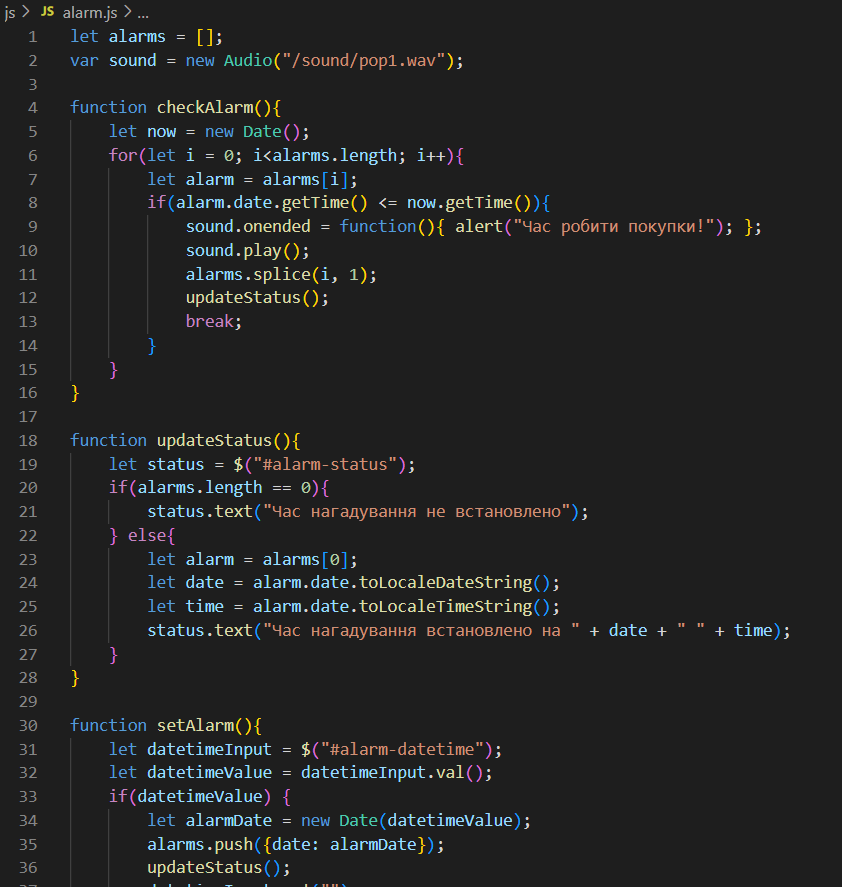 js > JS alarm.js > ...
1 let alarms = [];
2 var sound = new Audio("/sound/pop1.wav");
3
4 function checkAlarm(){
5 let now = new Date();
6 for(let i = 0; i<alarms.length; i++){
7 let alarm = alarms[i];
8 if(alarm.date.getTime() <= now.getTime()){
9 sound.onended = function(){ alert("Час робити покупки!"); };
10 sound.play();
11 alarms.splice(i, 1);
12 updateStatus();
13 break;
14 }
15 }
16 }
17
18 function updateStatus(){
19 let status = $("#alarm-status");
20 if(alarms.length == 0){
21 status.text("Час нагадування не встановлено");
22 } else{
23 let alarm = alarms[0];
24 let date = alarm.date.toLocaleDateString();
25 let time = alarm.date.toLocaleTimeString();
26 status.text("Час нагадування встановлено на " + date + " " + time);
27 }
28 }
29
30 function setAlarm(){
31 let datetimeInput = $("#alarm-datetime");
32 let datetimeValue = datetimeInput.val();
33 if(datetimeValue) {
34 let alarmDate = new Date(datetimeValue);
35 alarms.push({date: alarmDate});
36 updateStatus();